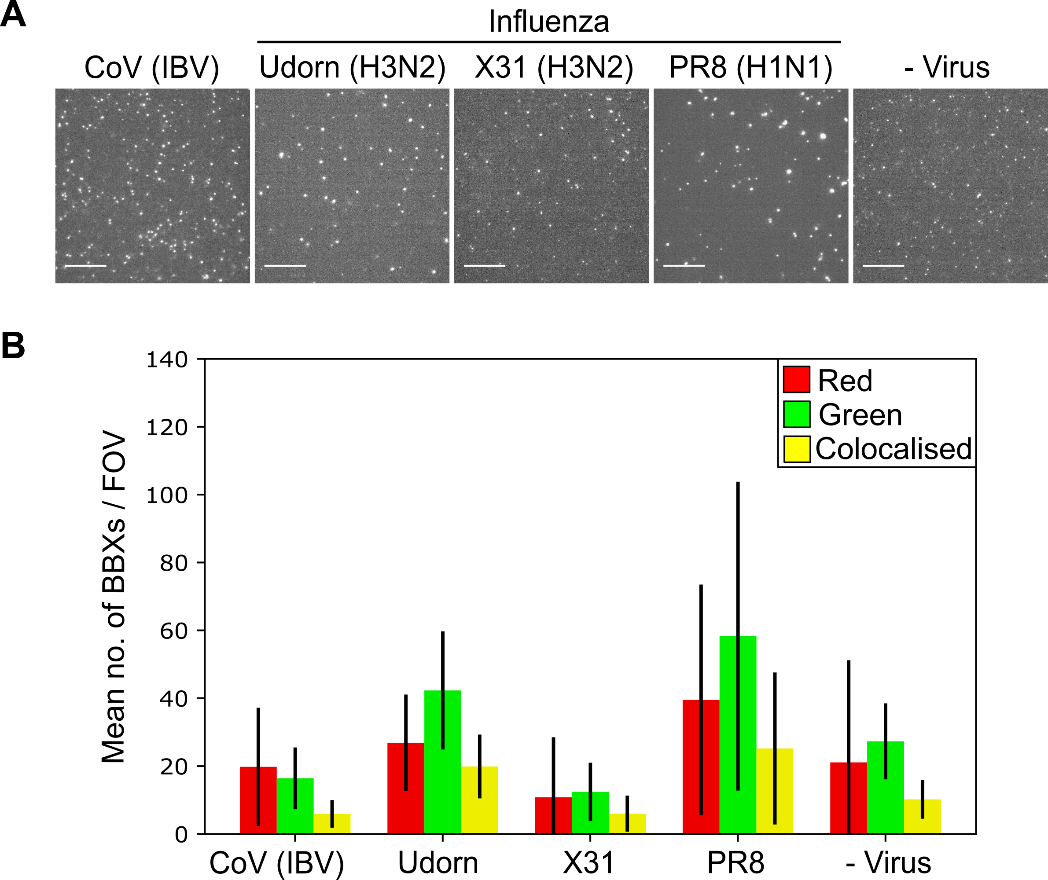 A
Influenza
CoV (IBV) Udorn (H3N2) X31 (H3N2) PR8 (H1N1) - Virus
B
Mean no. of BBXs / FOV
140
120
100
80
60
40
20
0
Red
Green
Colocalised
CoV (IBV) Udorn X31 PR8 - Virus